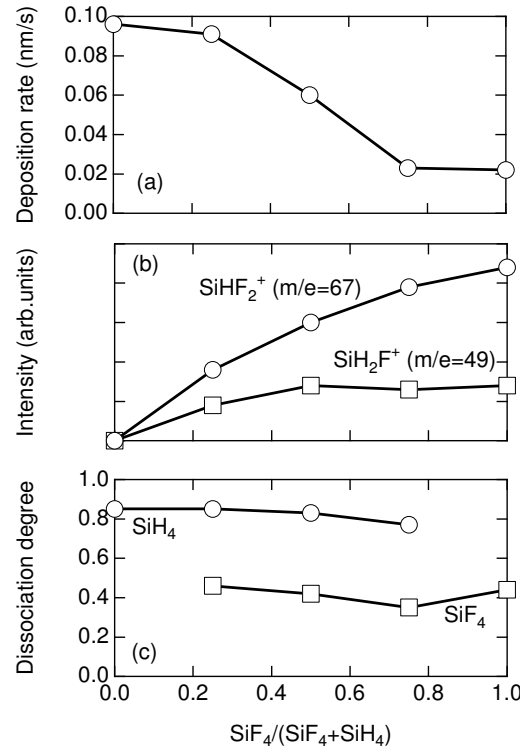 0.10
0.08
0.06
0.04
0.02
0.00
Deposition rate (nm/s)
(a)
(b)
SiHF₂⁺ (m/e=67)
SiH₂F⁺ (m/e=49)
Intensity (arb.units)
1.0
0.8
0.6
0.4
0.2
0.0
Dissociation degree
SiH₄
SiF₄
(c)
0.0 0.2 0.4 0.6 0.8 1.0
SiF₄/(SiF₄+SiH₄)